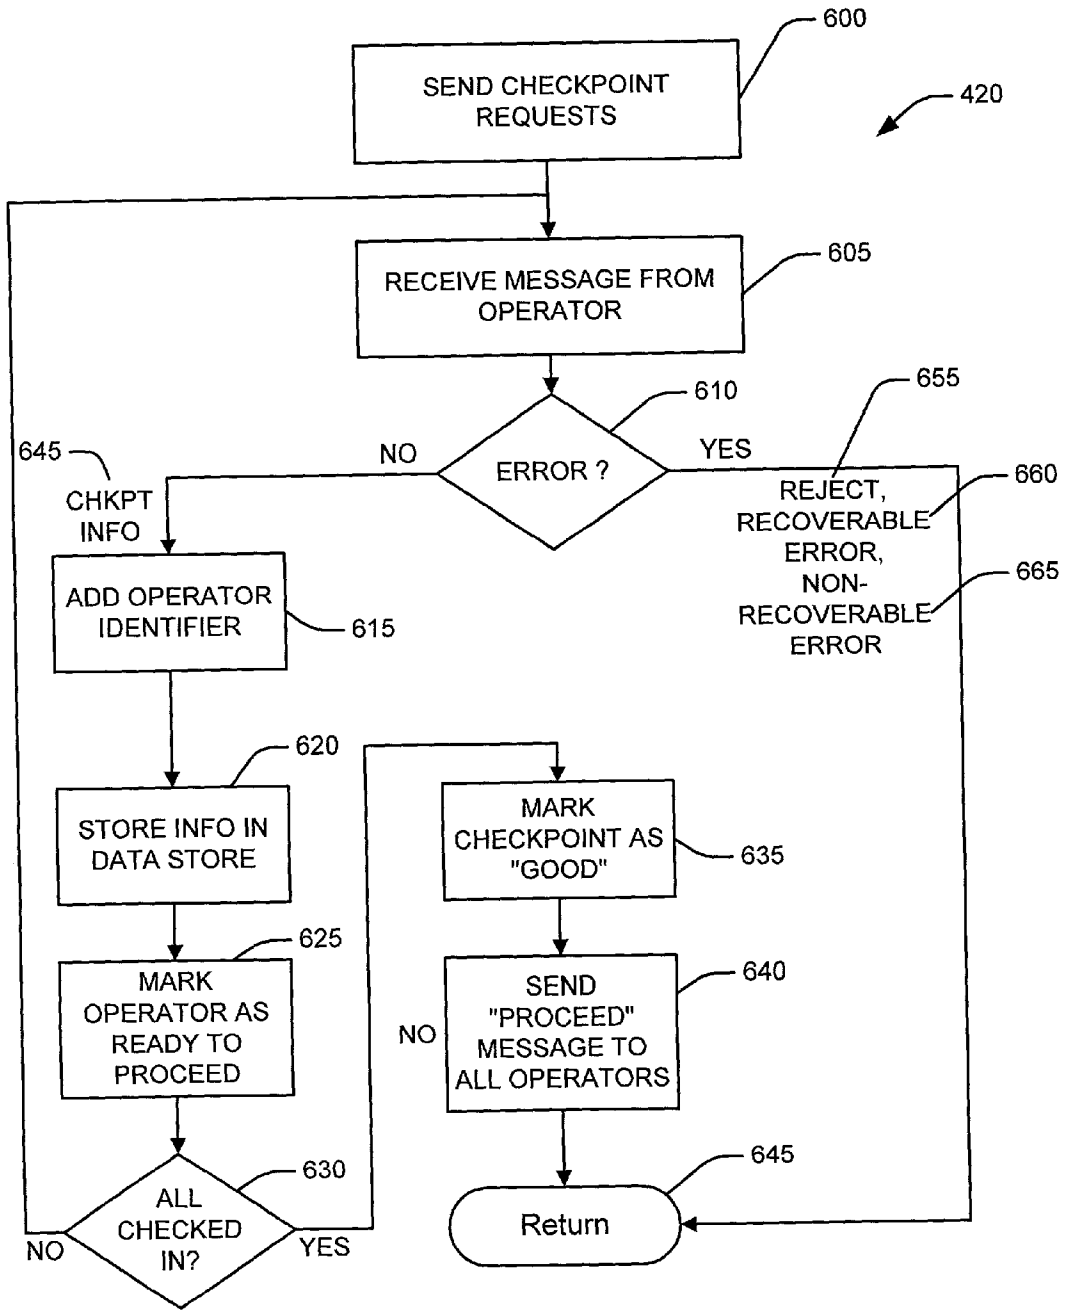 600
SEND CHECKPOINT
REQUESTS
420
605
RECEIVE MESSAGE FROM
OPERATOR
610
655
645
NO
ERROR ?
YES
CHKPT
INFO
REJECT,
RECOVERABLE
ERROR,
NON-
RECOVERABLE
ERROR
660
665
ADD OPERATOR
IDENTIFIER
615
620
STORE INFO IN
DATA STORE
MARK
CHECKPOINT AS
"GOOD"
635
625
MARK
OPERATOR AS
READY TO
PROCEED
640
NO
SEND
"PROCEED"
MESSAGE TO
ALL OPERATORS
630
ALL
CHECKED
IN?
NO
YES
645
Return